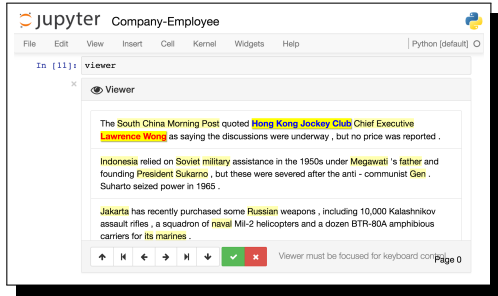 jupyter Company-Employee
File Edit View Insert Cell Kernel Widgets Help Python [default]
In [11]: viewer
Viewer
The South China Morning Post quoted Hong Kong Jockey Club Chief Executive
Lawrence Wong as saying the discussions were underway , but no price was reported .
Indonesia relied on Soviet military assistance in the 1950s under Megawati 's father and
founding President Sukarno , but these were severed after the anti - communist Gen .
Suharto seized power in 1965 .
Jakarta has recently purchased some Russian weapons , including 10,000 Kalashnikov
assault rifles , a squadron of naval Mil-2 helicopters and a dozen BTR-80A amphibious
carriers for its marines .
Viewer must be focused for keyboard control. Page 0